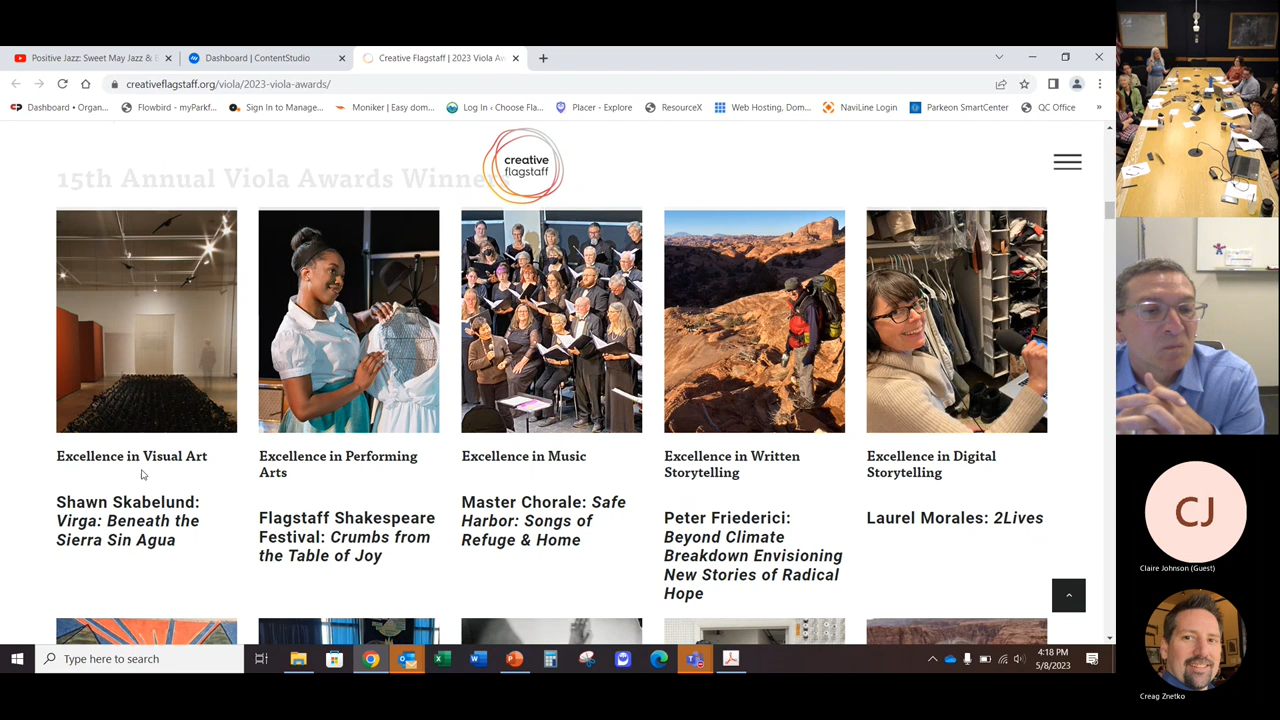 Positive Jazz: Sweet May Jazz &
Dashboard | ContentStudio
Creative Flagstaff | 2023 Viola Aw
creativeflagstaff.org/viola/2023-viola-awards/
Dashboard • Organ...
Flowbird - myParkf...
Sign In to Manage...
Moniker | Easy dom...
Log In ‹ Choose Fla...
Placer - Explore
ResourceX
Web Hosting, Dom...
NaviLine Login
Parkeon SmartCenter
QC Office
»
creative
flagstaff
15th Annual Viola Awards Winne
Excellence in Visual Art
Shawn Skabelund:
Virga: Beneath the
Sierra Sin Agua
Excellence in Performing
Arts
Flagstaff Shakespeare
Festival: Crumbs from
the Table of Joy
Excellence in Music
Master Chorale: Safe
Harbor: Songs of
Refuge & Home
Excellence in Written
Storytelling
Peter Friederici:
Beyond Climate
Breakdown Envisioning
New Stories of Radical
Hope
Excellence in Digital
Storytelling
Laurel Morales: 2Lives
Type here to search
4:18 PM
5/8/2023
CJ
Claire Johnson (Guest)
Creag Znetko